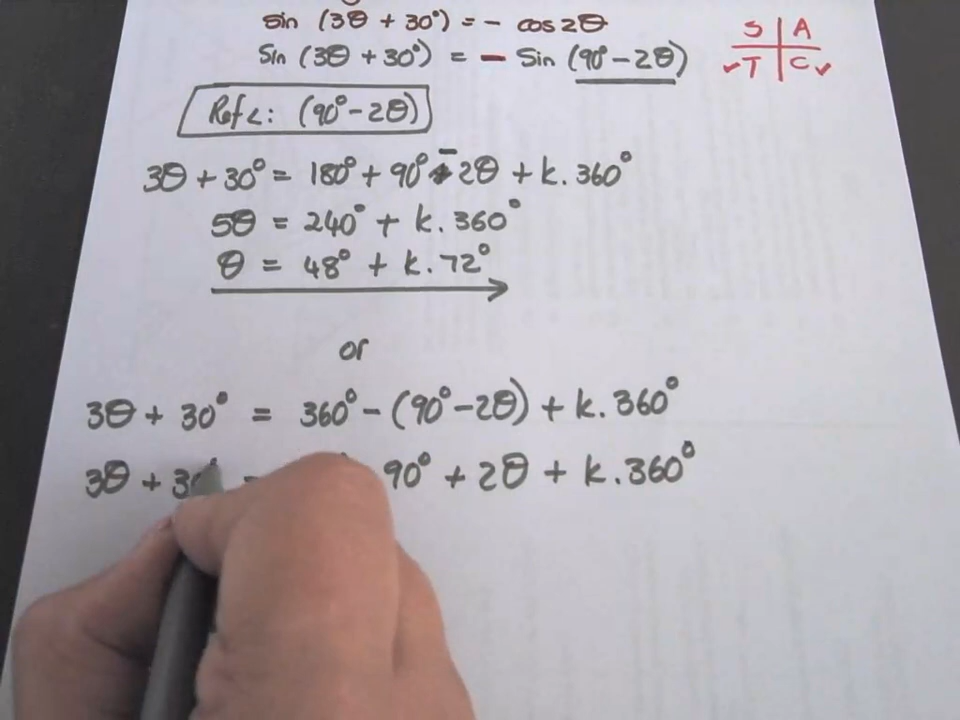 sin (3θ + 30°) = - cos 2θ
Sin (3θ + 30°) = - Sin (90° - 2θ)
S A
✓T C✓
Ref∠: (90° - 2θ)
3θ + 30° = 180° + 90° - 2θ + k. 360°
5θ = 240° + k. 360°
θ = 48° + k. 72°
or
3θ + 30° = 360° - (90° - 2θ) + k. 360°
3θ + 90° + 2θ + k. 360°